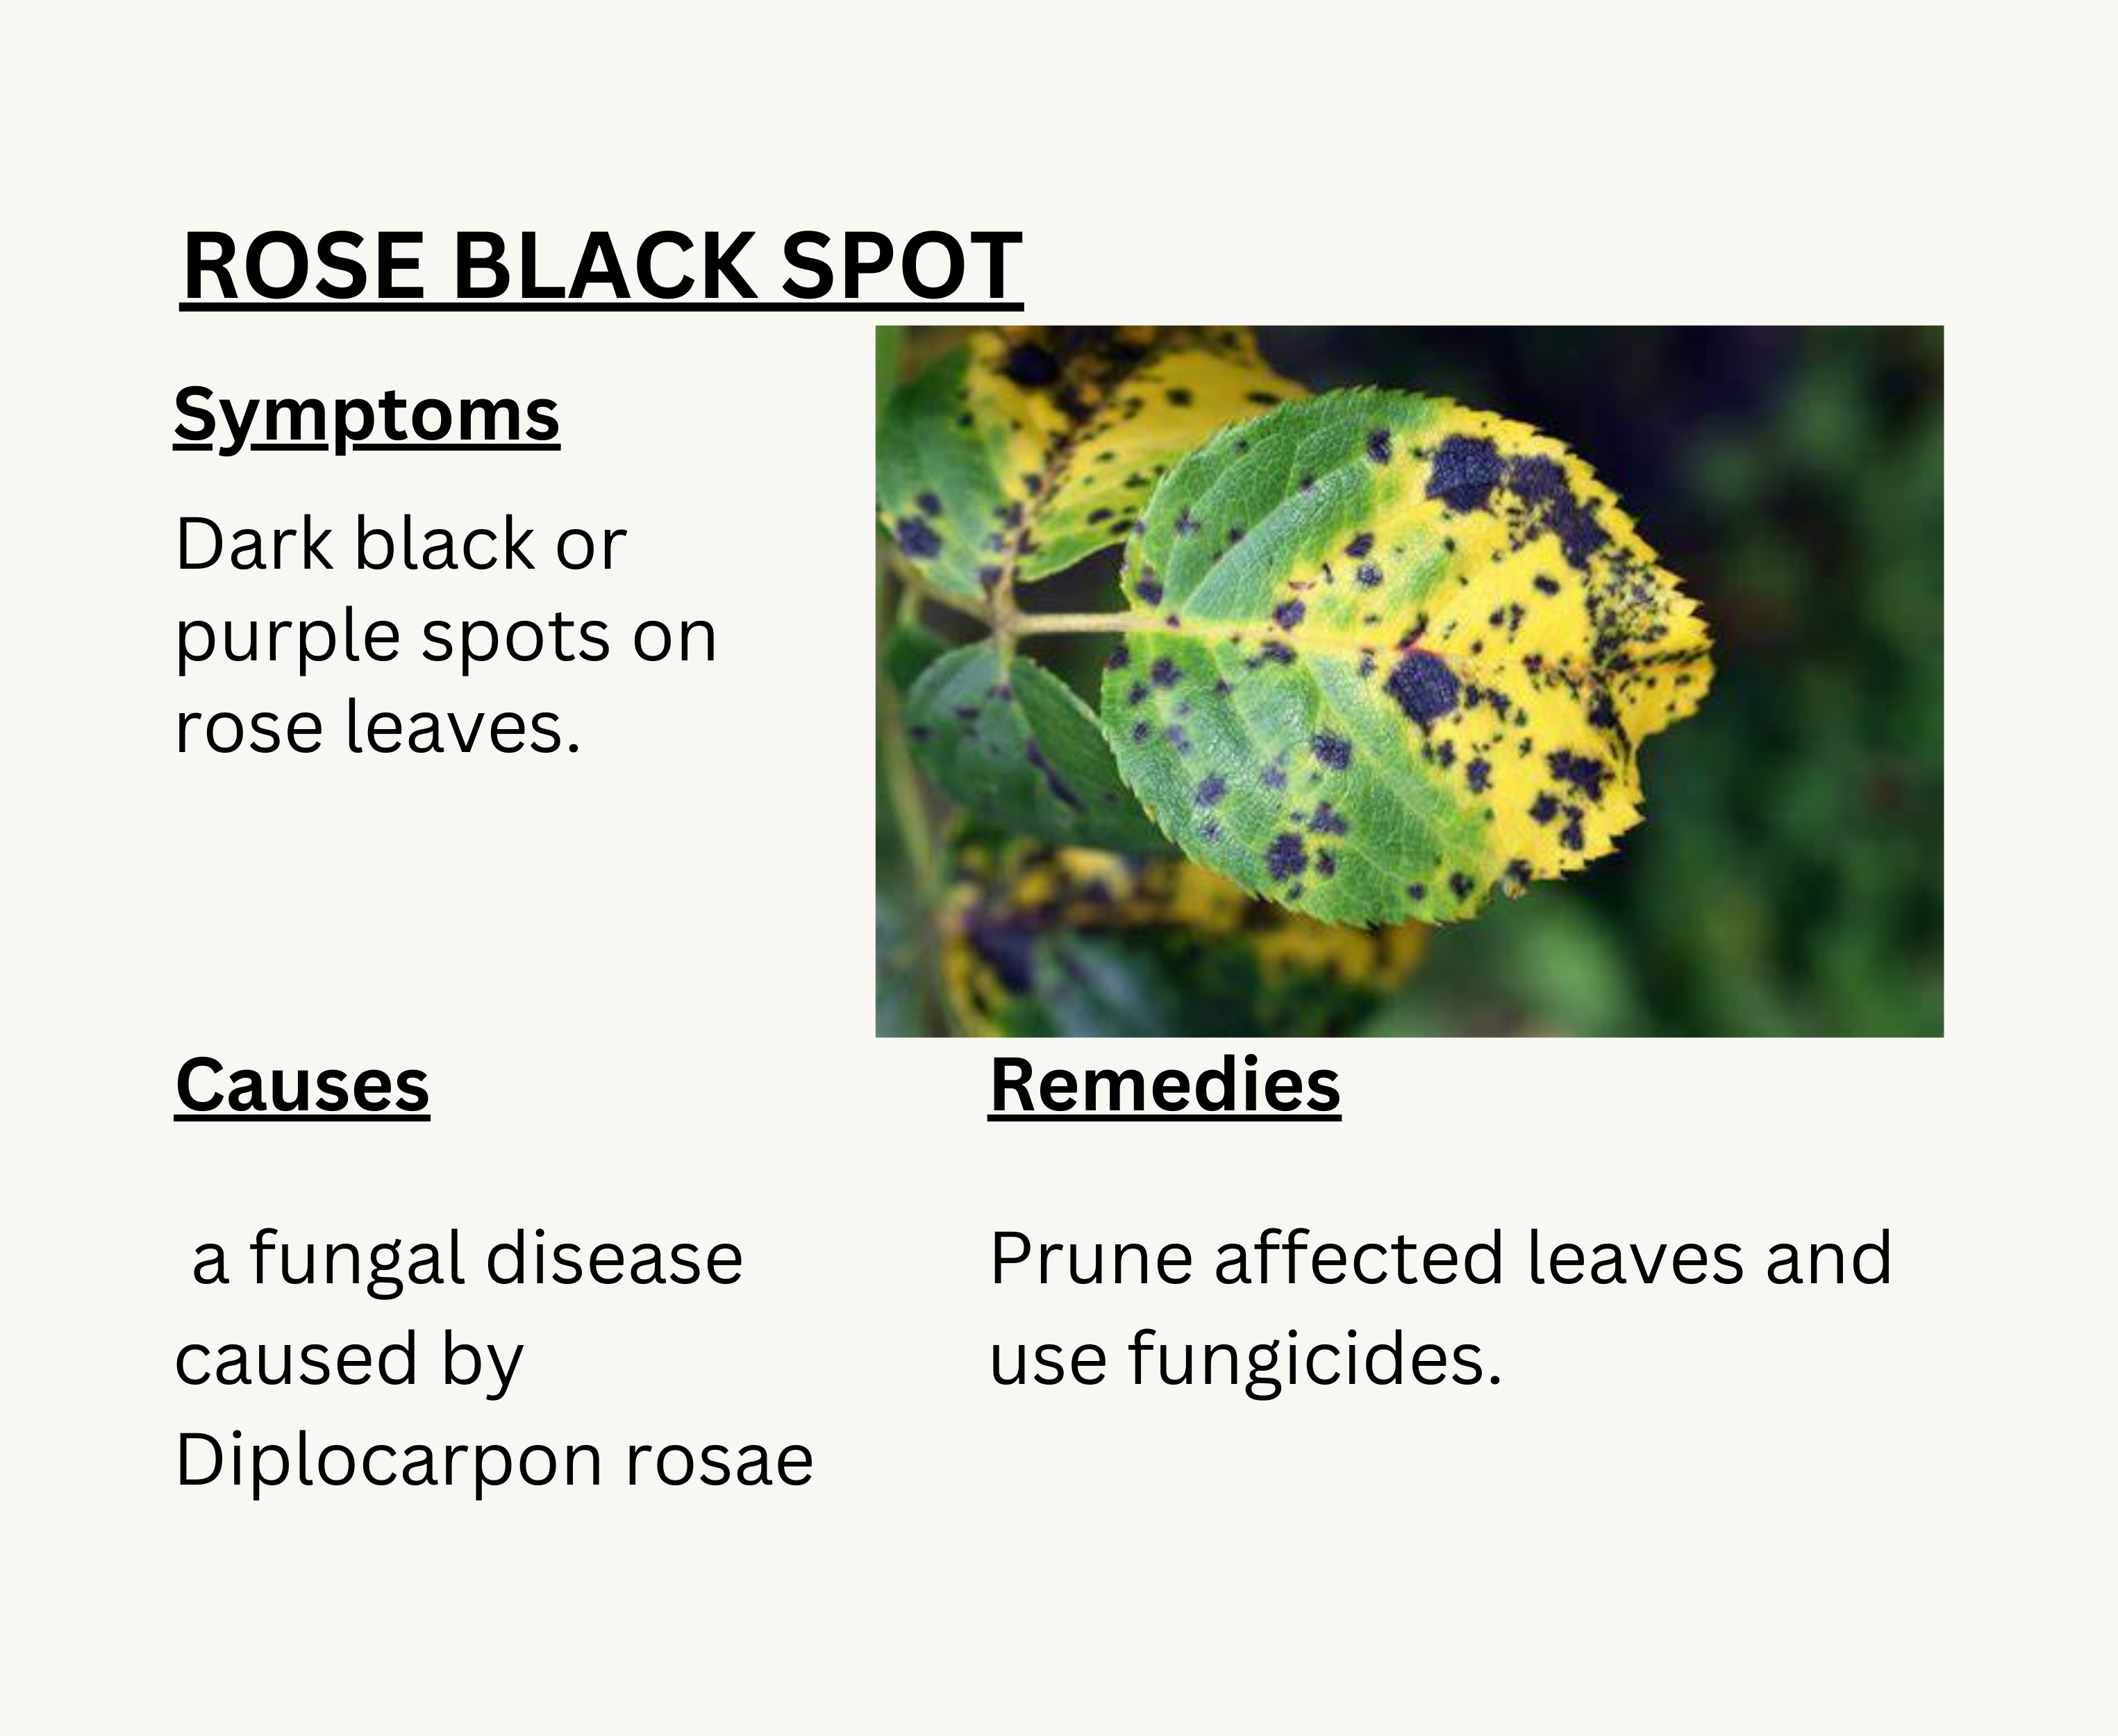 ROSE BLACK SPOT
Symptoms
Dark black or
purple spots on
rose leaves.
Causes
a fungal disease
caused by
Diplocarpon rosae
Remedies
Prune affected leaves and
use fungicides.